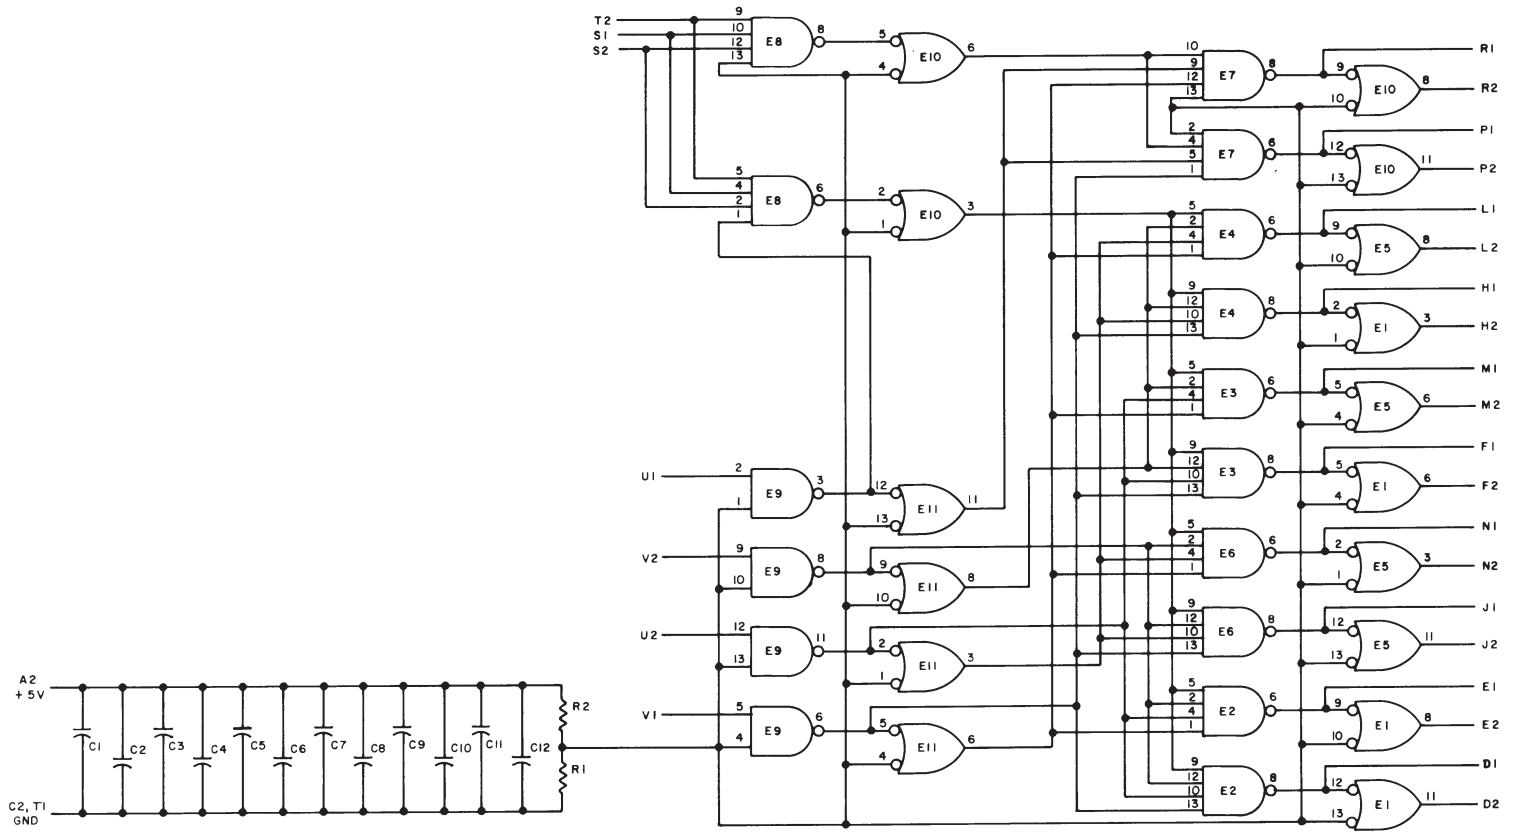 T2 9 8 5 6 10 8 R1
S1 10 E8 E10 9 E7 9 E10 8 R2
S2 12 13 4 12 13 10
2 4 5 1 E7 6 12 13 E10 11 P1 P2
5 4 2 1 E8 6 2 1 E10 3
5 2 4 1 E4 6 9 10 E5 8 L1 L2
9 12 10 13 E4 8 2 1 E1 3 H1 H2
5 2 4 1 E3 6 5 4 E5 6 M1 M2
9 12 10 13 E3 8 5 4 E1 6 F1 F2
U1 2 1 E9 3 12 13 E11 11
V2 9 10 E9 8 9 10 E11 8
5 2 4 1 E6 6 2 1 E5 3 N1 N2
U2 12 13 E9 11 2 1 E11 3
9 12 10 13 E6 8 12 13 E5 11 J1 J2
V1 5 4 E9 6 5 4 E11 6
5 2 4 1 E2 6 9 10 E1 8 E1 E2
9 12 10 13 E2 8 12 13 E1 11 D1 D2
A2
+5V
C1 C2 C3 C4 C5 C6 C7 C8 C9 C10 C11 C12
R2
R1
C2, T1
GND